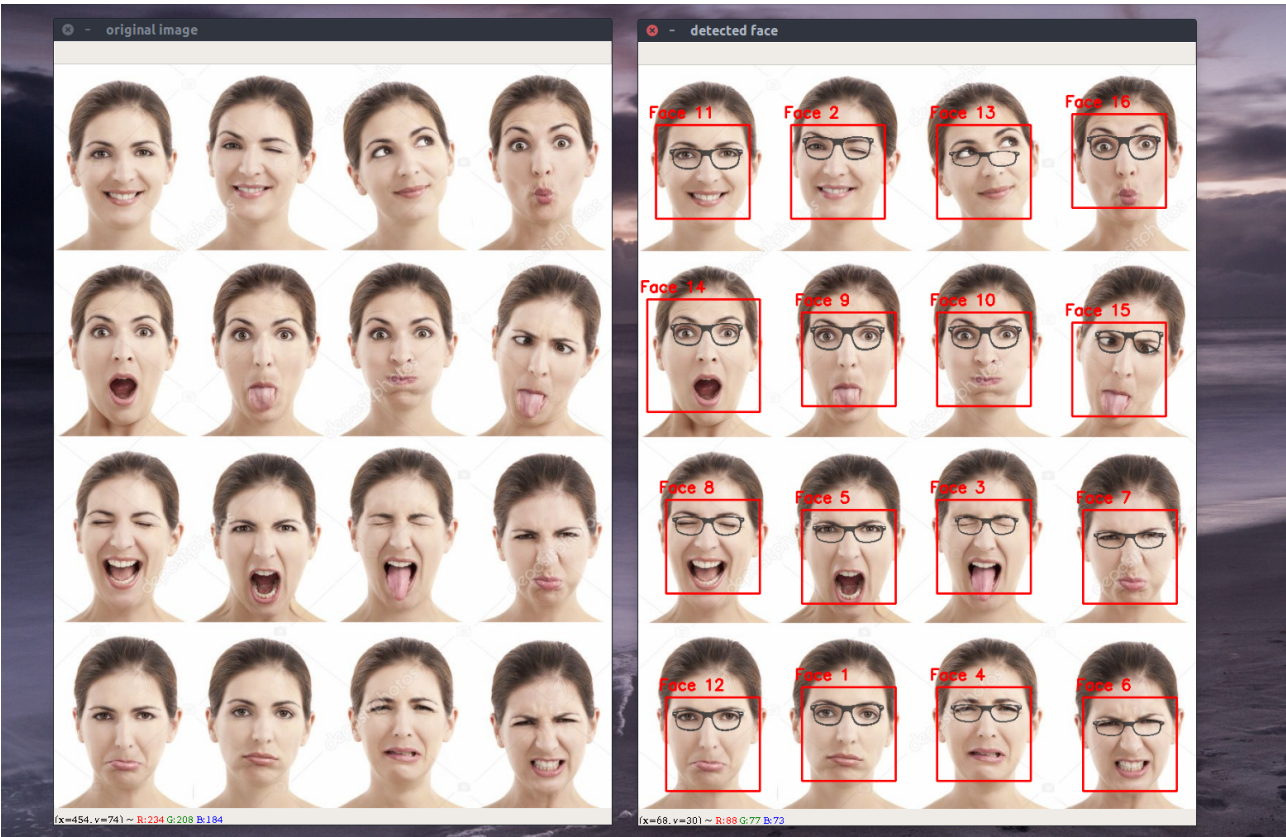 original image
detected face
Face 11
Face 2
Face 13
Face 16
Face 14
Face 9
Face 10
Face 15
Face 8
Face 5
Face 3
Face 7
Face 12
Face 1
Face 4
Face 6
depositphotos
(x=454, y=74) ~ R:234 G:208 B:184
(x=68, y=30) ~ R:88 G:77 B:73